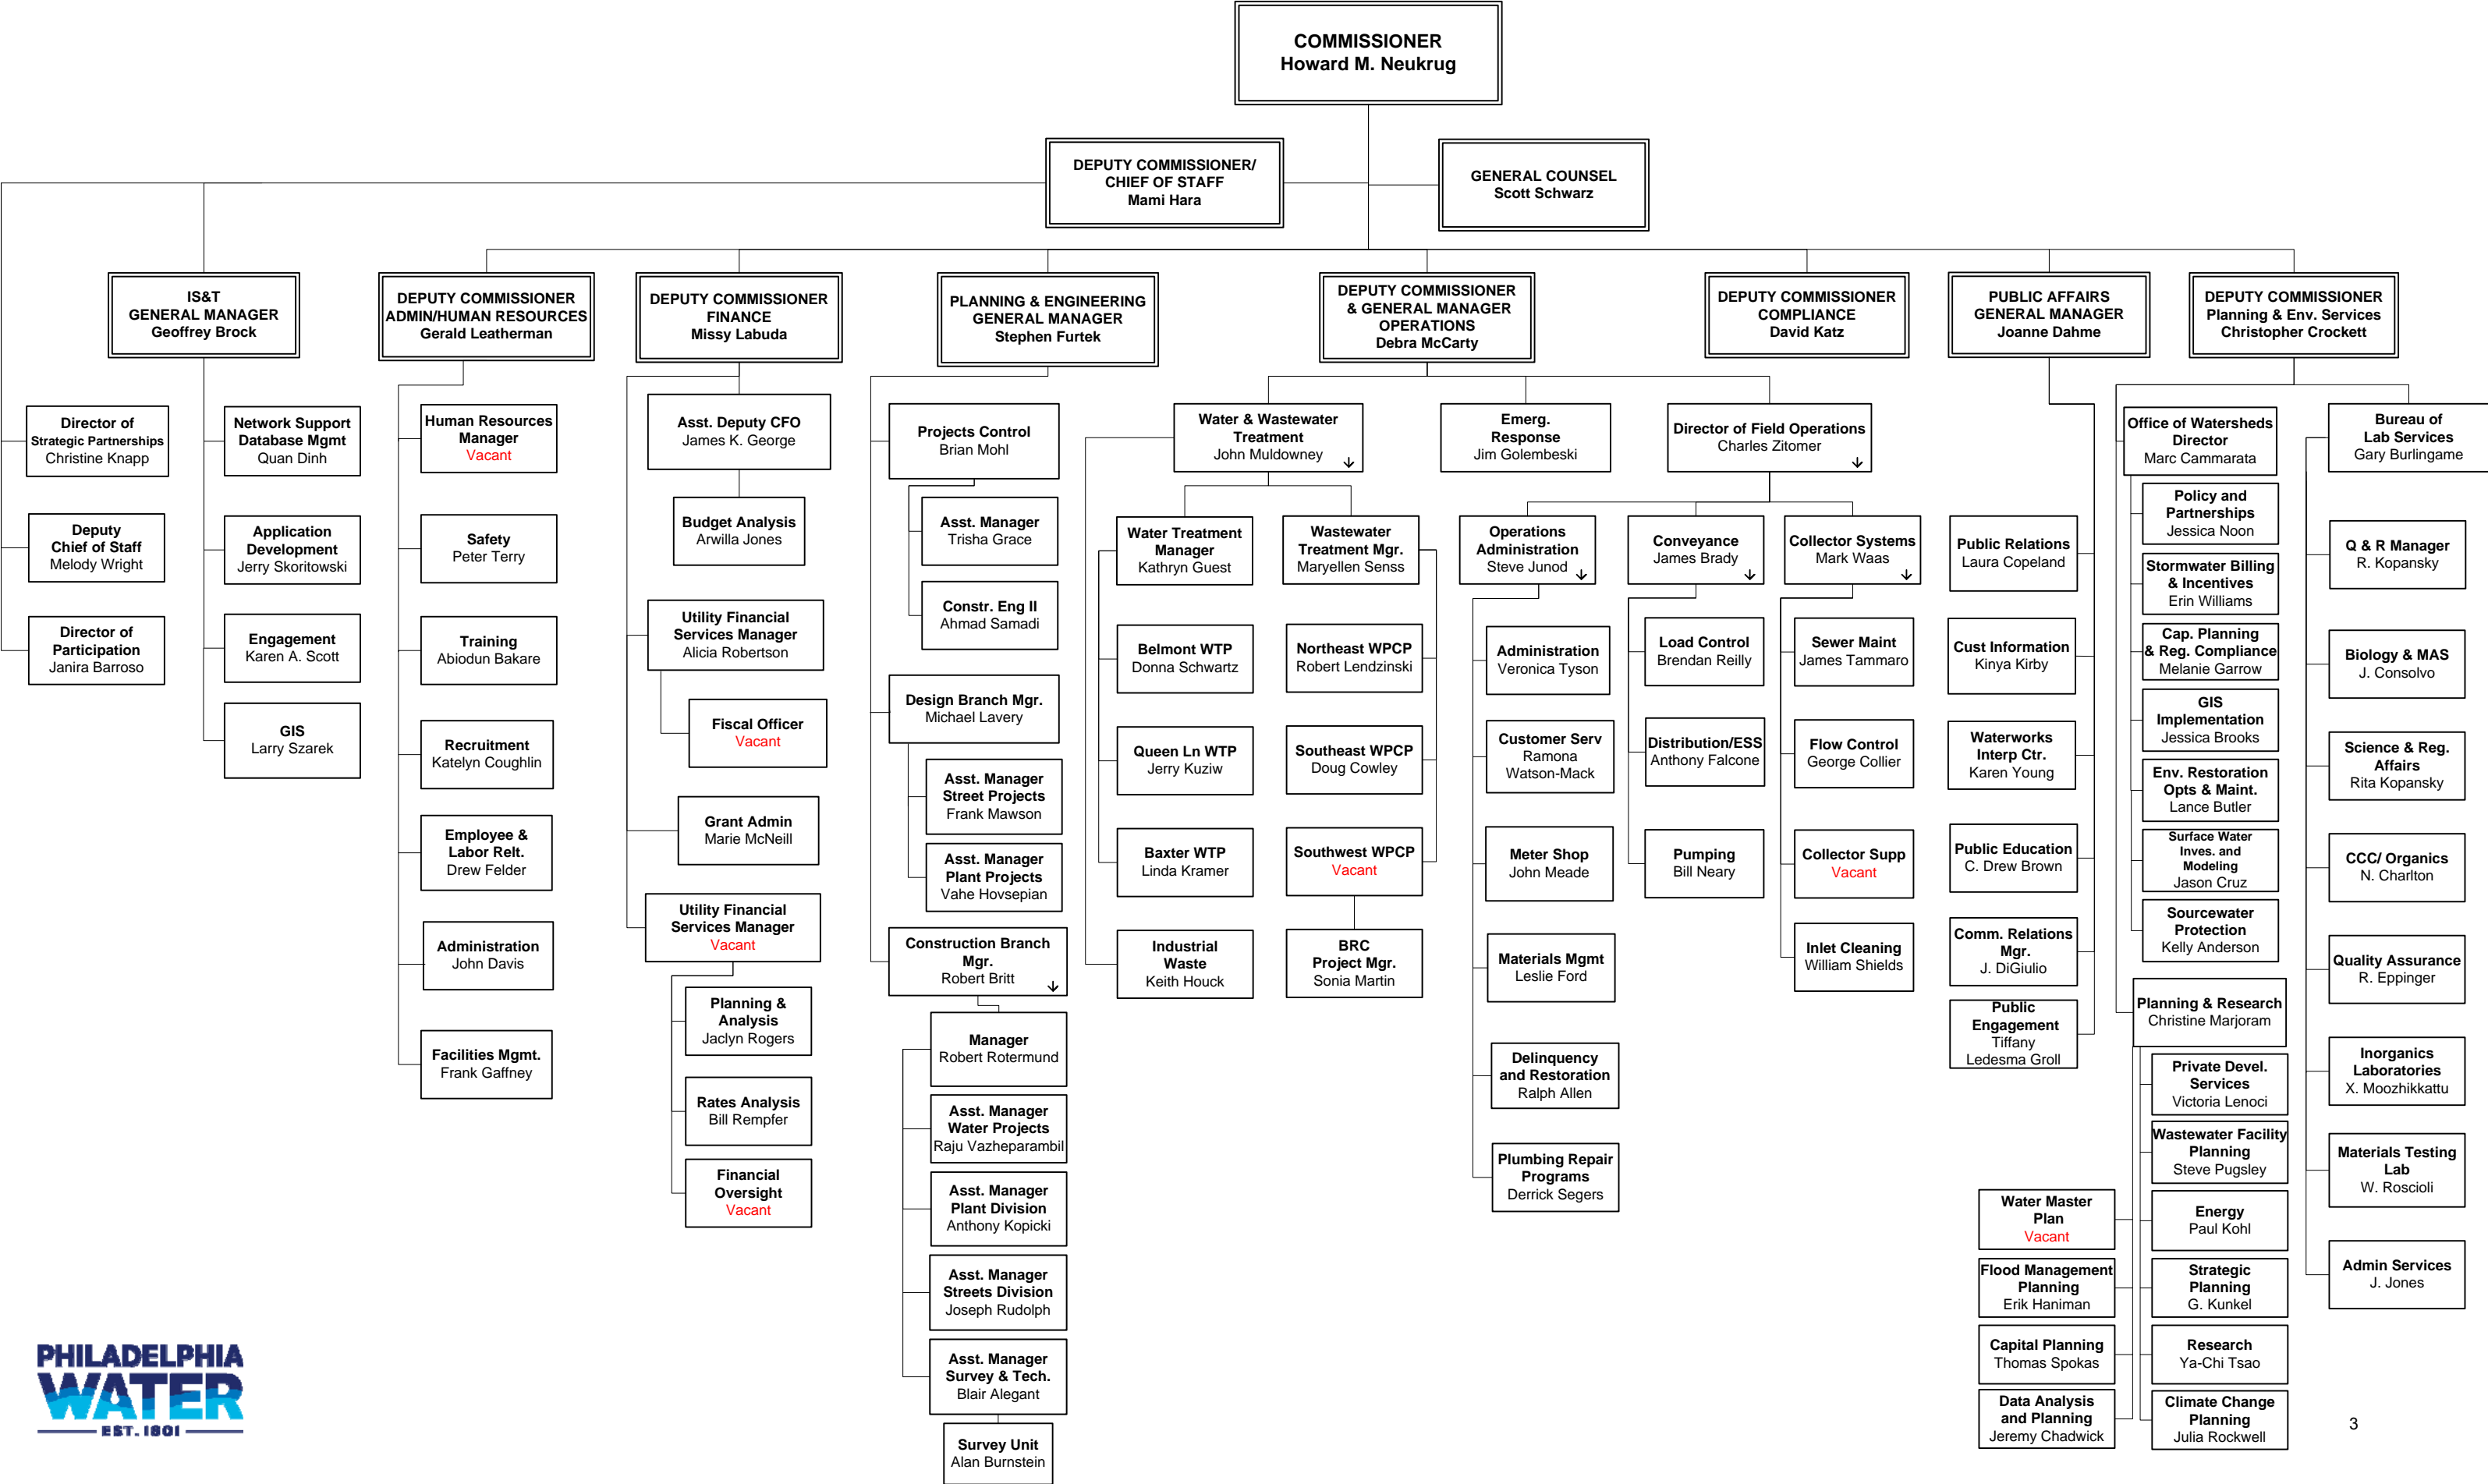 COMMISSIONER
Howard M. Neukrug
DEPUTY COMMISSIONER/
CHIEF OF STAFF
Mami Hara
GENERAL COUNSEL
Scott Schwarz
IS&T
GENERAL MANAGER
Geoffrey Brock
DEPUTY COMMISSIONER
ADMIN/HUMAN RESOURCES
Gerald Leatherman
DEPUTY COMMISSIONER
FINANCE
Missy Labuda
PLANNING & ENGINEERING
GENERAL MANAGER
Stephen Furtek
DEPUTY COMMISSIONER
& GENERAL MANAGER
OPERATIONS
Debra McCarty
DEPUTY COMMISSIONER
COMPLIANCE
David Katz
PUBLIC AFFAIRS
GENERAL MANAGER
Joanne Dahme
DEPUTY COMMISSIONER
Planning & Env. Services
Christopher Crockett
Director of
Strategic Partnerships
Christine Knapp
Deputy
Chief of Staff
Melody Wright
Director of
Participation
Janira Barroso
Network Support
Database Mgmt
Quan Dinh
Application
Development
Jerry Skoritowski
Engagement
Karen A. Scott
GIS
Larry Szarek
Human Resources
Manager
Vacant
Safety
Peter Terry
Training
Abiodun Bakare
Recruitment
Katelyn Coughlin
Employee &
Labor Relt.
Drew Felder
Administration
John Davis
Facilities Mgmt.
Frank Gaffney
Asst. Deputy CFO
James K. George
Budget Analysis
Arwilla Jones
Utility Financial
Services Manager
Alicia Robertson
Fiscal Officer
Vacant
Grant Admin
Marie McNeill
Utility Financial
Services Manager
Vacant
Planning &
Analysis
Jaclyn Rogers
Rates Analysis
Bill Rempfer
Financial
Oversight
Vacant
Projects Control
Brian Mohl
Asst. Manager
Trisha Grace
Constr. Eng II
Ahmad Samadi
Design Branch Mgr.
Michael Lavery
Asst. Manager
Street Projects
Frank Mawson
Asst. Manager
Plant Projects
Vahe Hovsepian
Construction Branch
Mgr.
Robert Britt
Manager
Robert Rotermund
Asst. Manager
Water Projects
Raju Vazheparambil
Asst. Manager
Plant Division
Anthony Kopicki
Asst. Manager
Streets Division
Joseph Rudolph
Asst. Manager
Survey & Tech.
Blair Alegant
Survey Unit
Alan Burnstein
Water & Wastewater
Treatment
John Muldowney
Water Treatment
Manager
Kathryn Guest
Belmont WTP
Donna Schwartz
Queen Ln WTP
Jerry Kuziw
Baxter WTP
Linda Kramer
Industrial
Waste
Keith Houck
Wastewater
Treatment Mgr.
Maryellen Senss
Northeast WPCP
Robert Lendzinski
Southeast WPCP
Doug Cowley
Southwest WPCP
Vacant
BRC
Project Mgr.
Sonia Martin
Emerg.
Response
Jim Golembeski
Director of Field Operations
Charles Zitomer
Operations
Administration
Steve Junod
Administration
Veronica Tyson
Customer Serv
Ramona
Watson-Mack
Meter Shop
John Meade
Materials Mgmt
Leslie Ford
Delinquency
and Restoration
Ralph Allen
Plumbing Repair
Programs
Derrick Segers
Conveyance
James Brady
Load Control
Brendan Reilly
Distribution/ESS
Anthony Falcone
Pumping
Bill Neary
Collector Systems
Mark Waas
Sewer Maint
James Tammaro
Flow Control
George Collier
Collector Supp
Vacant
Inlet Cleaning
William Shields
Public Relations
Laura Copeland
Cust Information
Kinya Kirby
Waterworks
Interp Ctr.
Karen Young
Public Education
C. Drew Brown
Comm. Relations
Mgr.
J. DiGiulio
Public
Engagement
Tiffany
Ledesma Groll
Office of Watersheds
Director
Marc Cammarata
Policy and
Partnerships
Jessica Noon
Stormwater Billing
& Incentives
Erin Williams
Cap. Planning
& Reg. Compliance
Melanie Garrow
GIS
Implementation
Jessica Brooks
Env. Restoration
Opts & Maint.
Lance Butler
Surface Water
Inves. and
Modeling
Jason Cruz
Sourcewater
Protection
Kelly Anderson
Planning & Research
Christine Marjoram
Private Devel.
Services
Victoria Lenoci
Wastewater Facility
Planning
Steve Pugsley
Energy
Paul Kohl
Strategic
Planning
G. Kunkel
Research
Ya-Chi Tsao
Climate Change
Planning
Julia Rockwell
Water Master
Plan
Vacant
Flood Management
Planning
Erik Haniman
Capital Planning
Thomas Spokas
Data Analysis
and Planning
Jeremy Chadwick
Bureau of
Lab Services
Gary Burlingame
Q & R Manager
R. Kopansky
Biology & MAS
J. Consolvo
Science & Reg.
Affairs
Rita Kopansky
CCC/ Organics
N. Charlton
Quality Assurance
R. Eppinger
Inorganics
Laboratories
X. Moozhikkattu
Materials Testing
Lab
W. Roscioli
Admin Services
J. Jones
PHILADELPHIA
WATER
EST. 1801
3